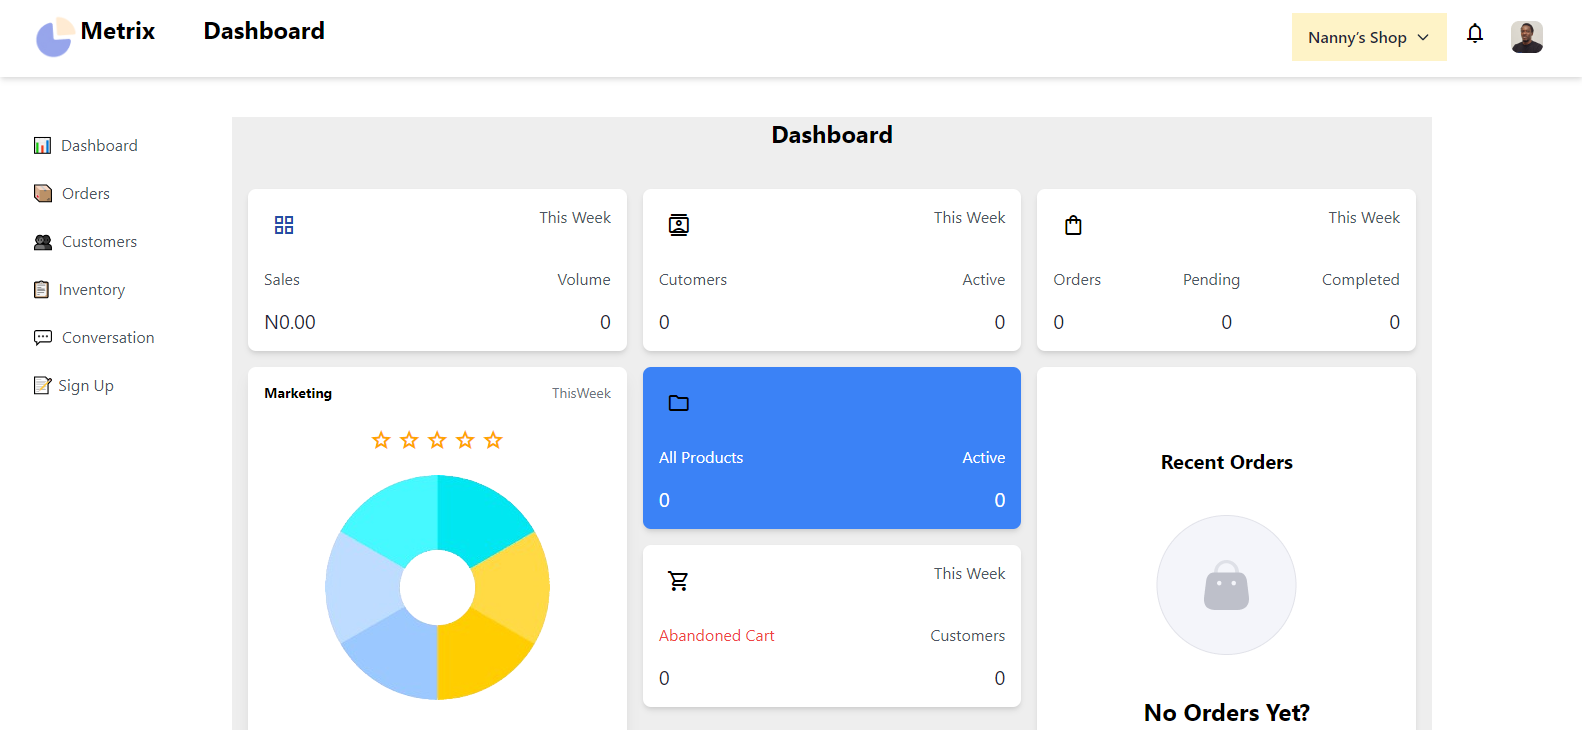 Metrix
Dashboard
Nanny's Shop
Dashboard
Orders
Customers
Inventory
Conversation
Sign Up
Dashboard
This Week
Sales
Volume
N0.00
0
This Week
Cutomers
Active
0
0
This Week
Orders
Pending
Completed
0
0
0
Marketing
ThisWeek
All Products
Active
0
0
This Week
Abandoned Cart
Customers
0
0
Recent Orders
No Orders Yet?